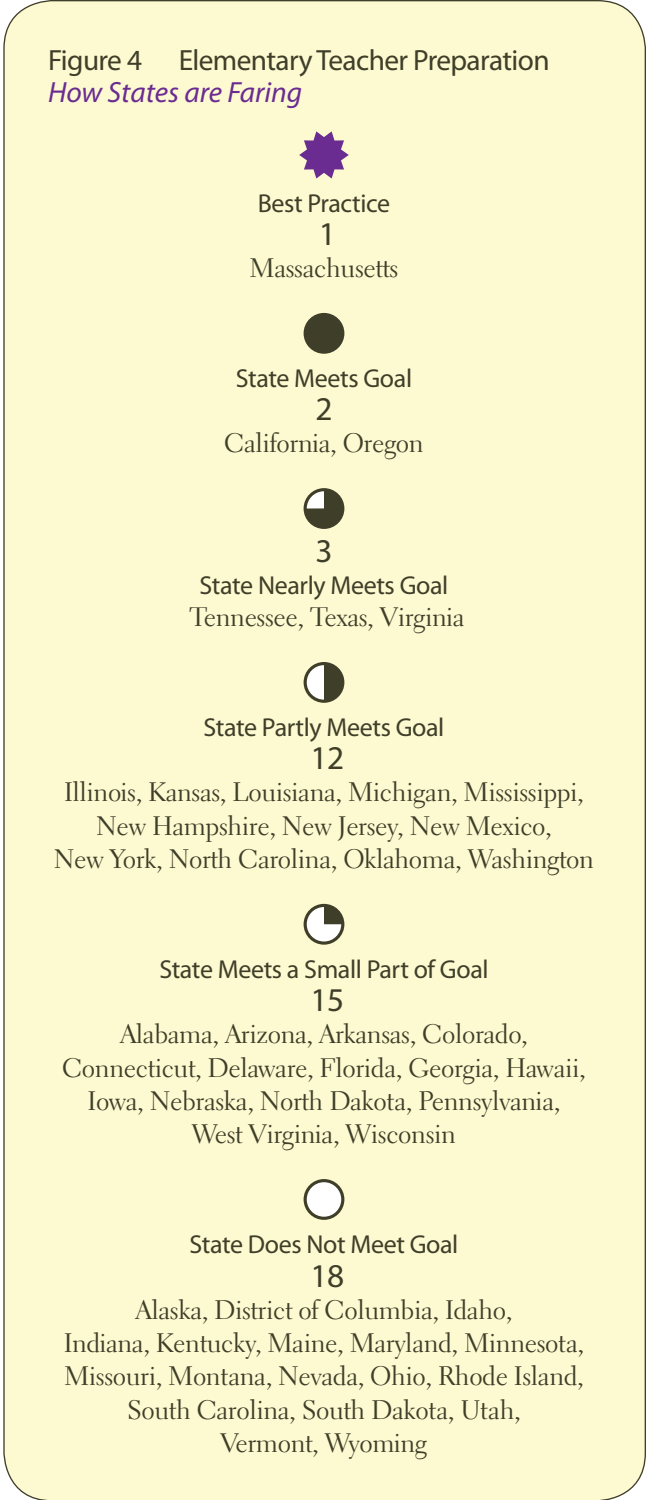 Figure 4 Elementary Teacher Preparation
How States are Faring
Best Practice
1
Massachusetts
State Meets Goal
2
California, Oregon
3
State Nearly Meets Goal
Tennessee, Texas, Virginia
State Partly Meets Goal
12
Illinois, Kansas, Louisiana, Michigan, Mississippi,
New Hampshire, New Jersey, New Mexico,
New York, North Carolina, Oklahoma, Washington
State Meets a Small Part of Goal
15
Alabama, Arizona, Arkansas, Colorado,
Connecticut, Delaware, Florida, Georgia, Hawaii,
Iowa, Nebraska, North Dakota, Pennsylvania,
West Virginia, Wisconsin
State Does Not Meet Goal
18
Alaska, District of Columbia, Idaho,
Indiana, Kentucky, Maine, Maryland, Minnesota,
Missouri, Montana, Nevada, Ohio, Rhode Island,
South Carolina, South Dakota, Utah,
Vermont, Wyoming